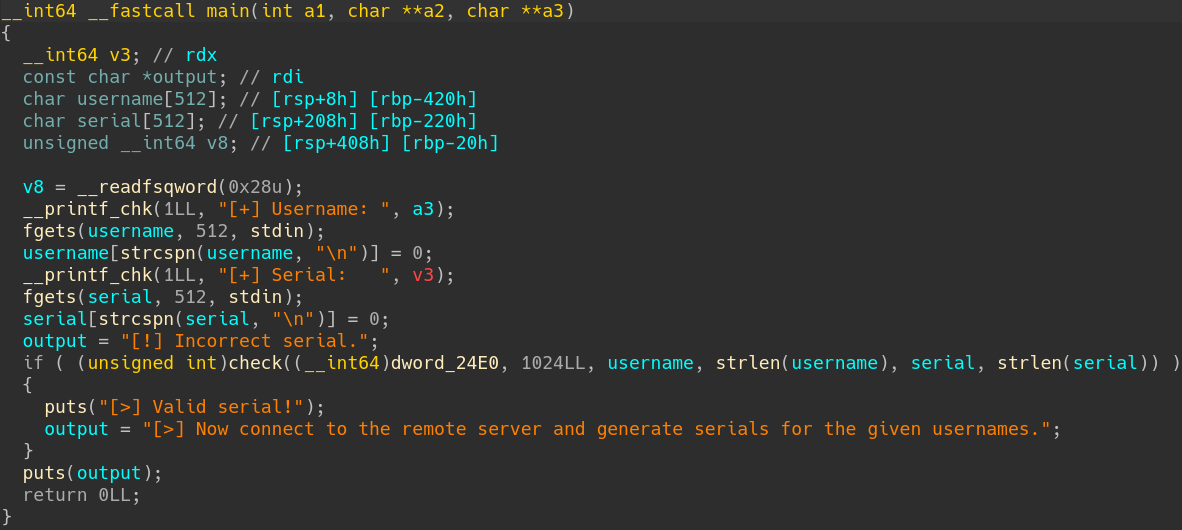 __int64 __fastcall main(int a1, char **a2, char **a3)
{
  __int64 v3; // rdx
  const char *output; // rdi
  char username[512]; // [rsp+8h] [rbp-420h]
  char serial[512]; // [rsp+208h] [rbp-220h]
  unsigned __int64 v8; // [rsp+408h] [rbp-20h]

  v8 = __readfsqword(0x28u);
  __printf_chk(1LL, "[+] Username: ", a3);
  fgets(username, 512, stdin);
  username[strcspn(username, "\n")] = 0;
  __printf_chk(1LL, "[+] Serial:   ", v3);
  fgets(serial, 512, stdin);
  serial[strcspn(serial, "\n")] = 0;
  output = "[!] Incorrect serial.";
  if ( (unsigned int)check((__int64)dword_24E0, 1024LL, username, strlen(username), serial, strlen(serial)) )
  {
    puts("[>] Valid serial!");
    output = "[>] Now connect to the remote server and generate serials for the given usernames.";
  }
  puts(output);
  return 0LL;
}